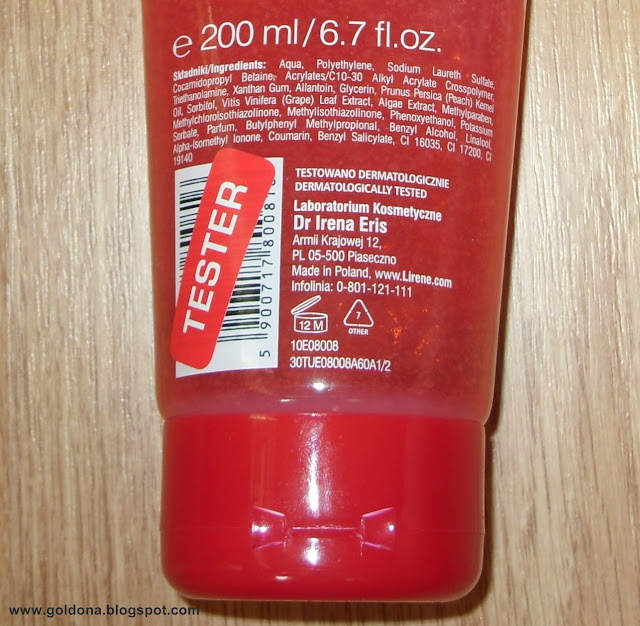 e 200 ml/6.7 fl.oz.
Składniki/Ingredients: Aqua, Polyethylene, Sodium Laureth Sulfate,
Cocamidopropyl Betaine, Acrylates/C10-30 Alkyl Acrylate Crosspolymer,
Triethanolamine, Xanthan Gum, Allantoin, Glycerin, Prunus Persica (Peach) Kernel
Oil, Sorbitol, Vitis Vinifera (Grape) Leaf Extract, Algae Extract, Methylparaben,
Methylchloroisothiazolinone, Methylisothiazolinone, Phenoxyethanol, Potassium
Sorbate, Parfum, Butylphenyl Methylpropional, Benzyl Alcohol, Linalool,
Alpha-Isomethyl Ionone, Coumarin, Benzyl Salicylate, CI 16035, CI 17200, CI
19140
TESTER
5 900717 80081
TESTOWANO DERMATOLOGICZNIE
DERMATOLOGICALLY TESTED
Laboratorium Kosmetyczne
Dr Irena Eris
Armii Krajowej 12,
PL 05-500 Piaseczno
Made in Poland, www.Lirene.com
Infolinia: 0-801-121-111
12 M
7
OTHER
10E08008
30TUE08008A60A1/2
www.goldona.blogspot.com